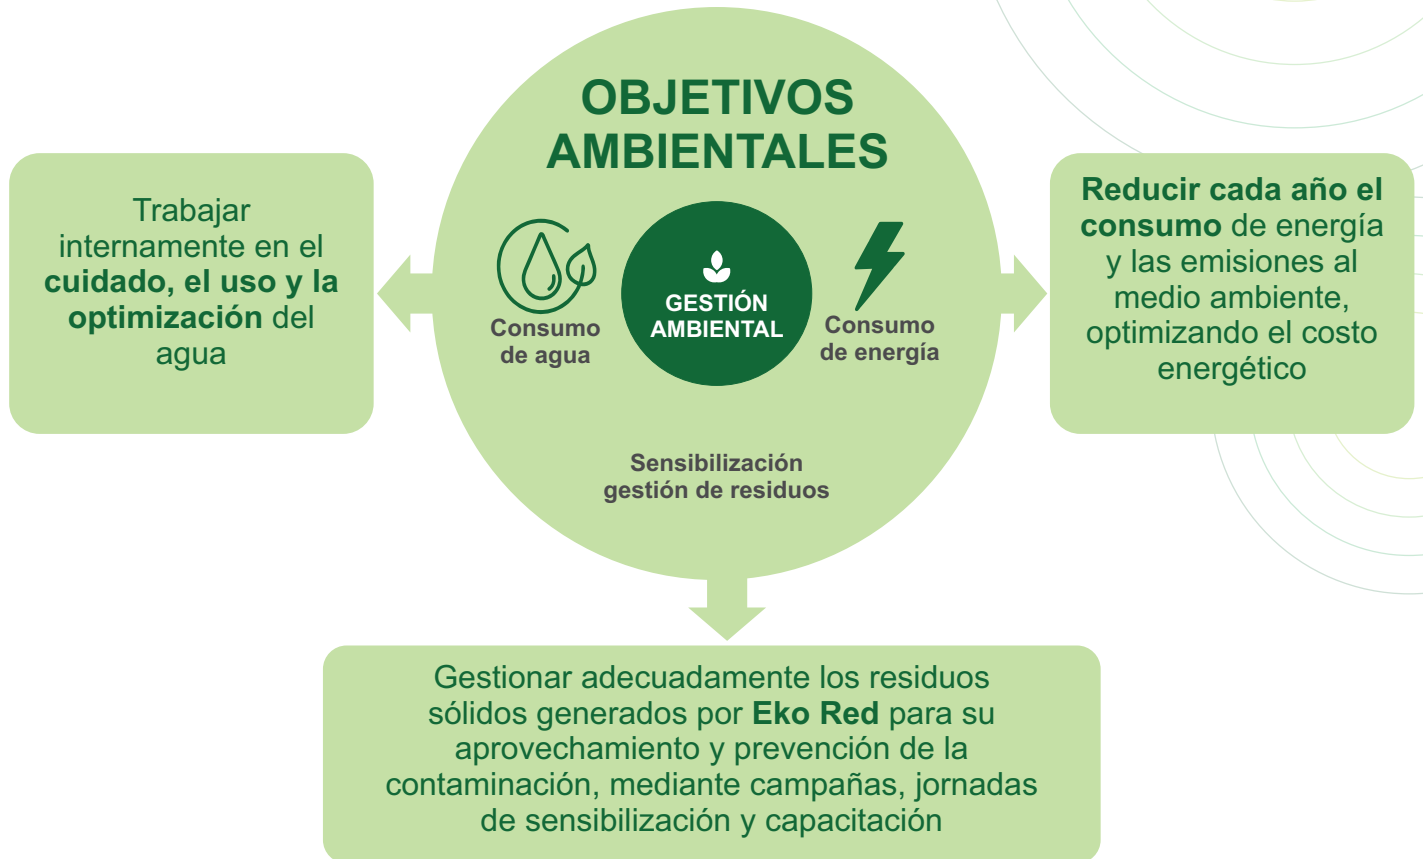 OBJETIVOS
AMBIENTALES
Trabajar
internamente en el
cuidado, el uso y la
optimización del
agua
Consumo
de agua
GESTIÓN
AMBIENTAL
Consumo
de energía
Reducir cada año el
consumo de energía
y las emisiones al
medio ambiente,
optimizando el costo
energético
Sensibilización
gestión de residuos
Gestionar adecuadamente los residuos
sólidos generados por Eko Red para su
aprovechamiento y prevención de la
contaminación, mediante campañas, jornadas
de sensibilización y capacitación